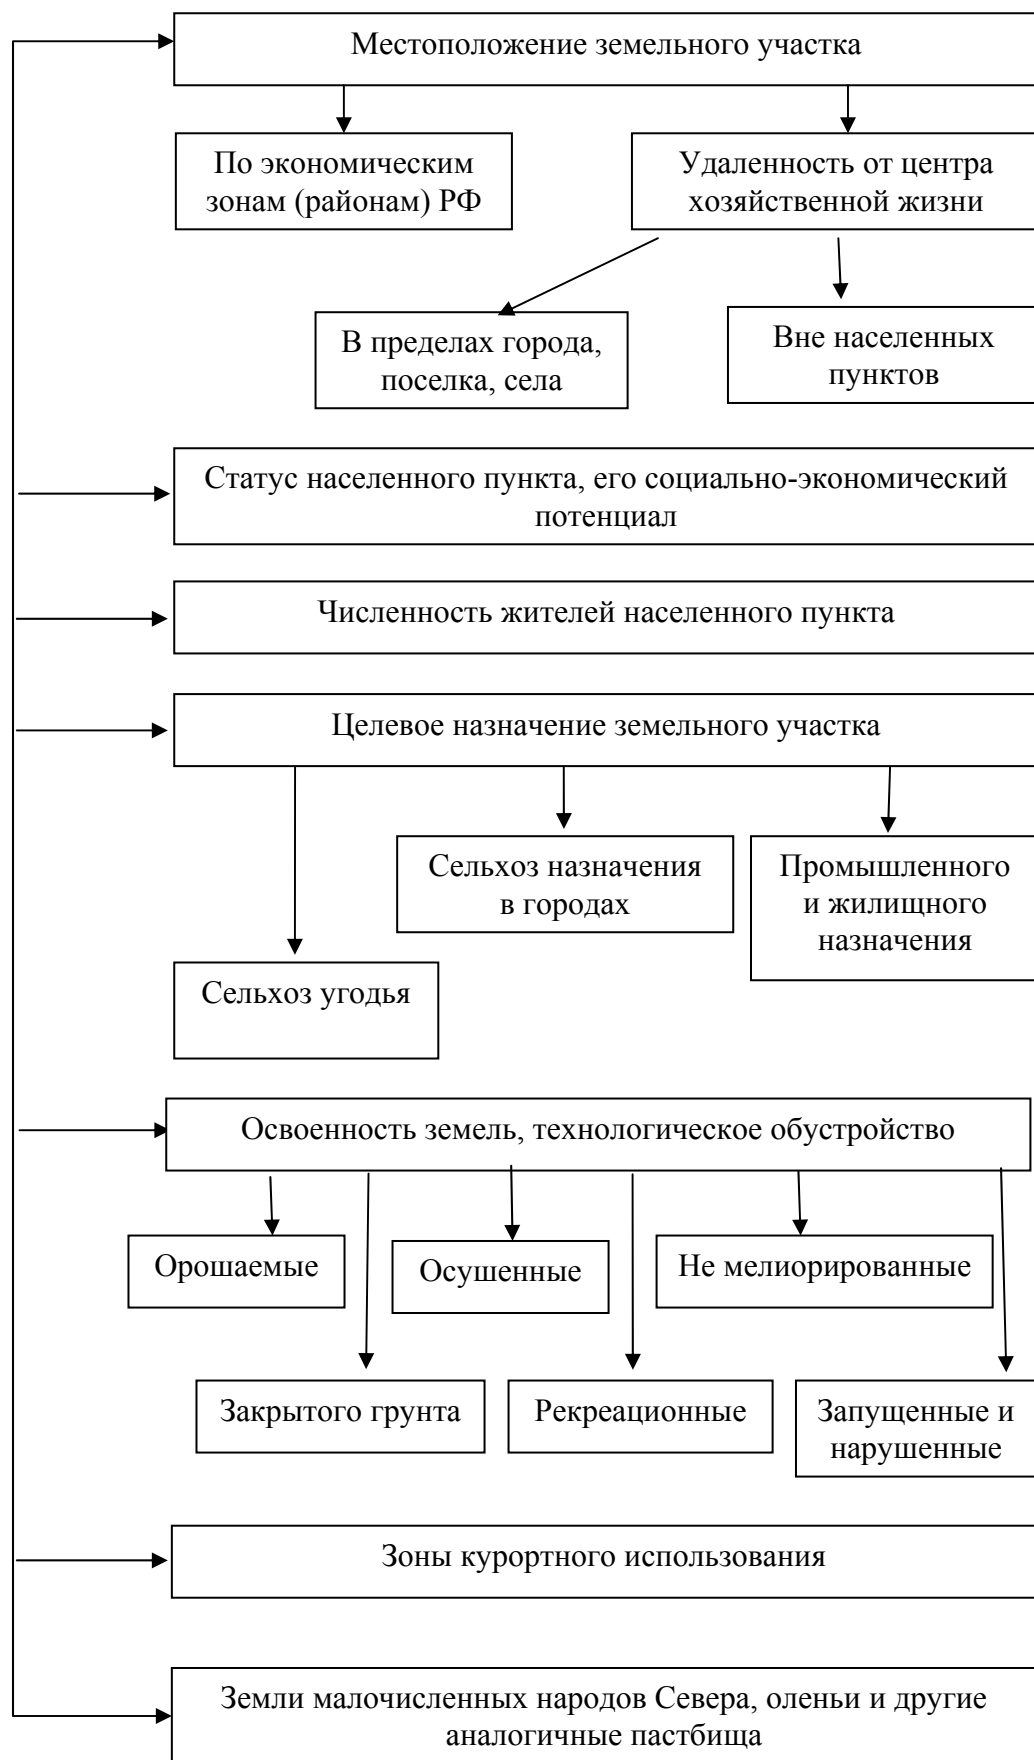 Местоположение земельного участка
По экономическим
зонам (районам) РФ
Удаленность от центра
хозяйственной жизни
В пределах города,
поселка, села
Вне населенных
пунктов
Статус населенного пункта, его социально-экономический
потенциал
Численность жителей населенного пункта
Целевое назначение земельного участка
Сельхоз назначения
в городах
Промышленного
и жилищного
назначения
Сельхоз угодья
Освоенность земель, технологическое обустройство
Орошаемые
Осушенные
Не мелиорированные
Закрытого грунта
Рекреационные
Запущенные и
нарушенные
Зоны курортного использования
Земли малочисленных народов Севера, оленьи и другие
аналогичные пастбища